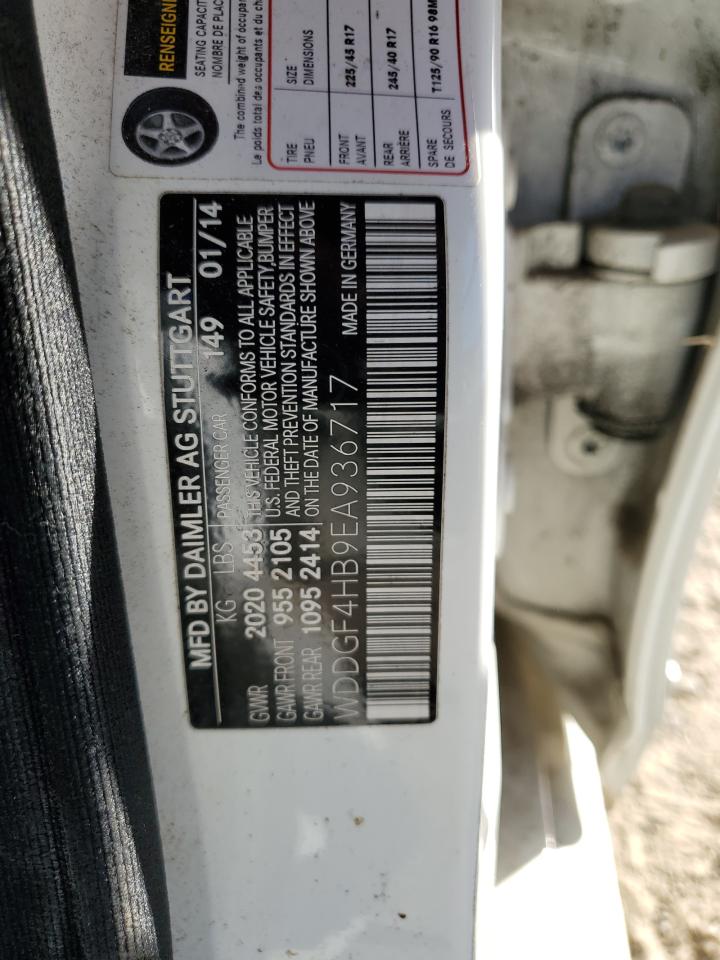 MFD BY DAIMLER AG STUTTGART
KG LBS PASSENGER CAR 149 01/14
GVWR 2020 4453 THIS VEHICLE CONFORMS TO ALL APPLICABLE
GAWR FRONT 955 2105 U.S. FEDERAL MOTOR VEHICLE SAFETY,BUMPER
GAWR REAR 1095 2414 AND THEFT PREVENTION STANDARDS IN EFFECT
ON THE DATE OF MANUFACTURE SHOWN ABOVE
WDDGF4HB9EA936717 MADE IN GERMANY
SEATING CAPACIT
NOMBRE DE PLAC
The combined weight of occupa
Le poids total des occupants et du ch
TIRE SIZE
PNEU DIMENSIONS
FRONT 225/45 R17
AVANT
REAR 245/40 R17
ARRIÈRE
SPARE T125/90 R16 98M
DE SECOURS